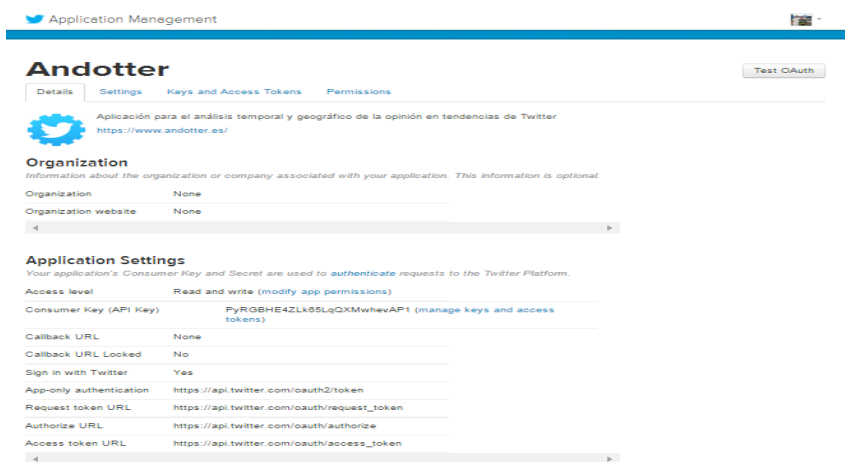 Application Management
Andotter
Test OAuth
Details Settings Keys and Access Tokens Permissions
Aplicación para el análisis temporal y geográfico de la opinión en tendencias de Twitter
https://www.andotter.es/
Organization
Information about the organization or company associated with your application. This information is optional.
Organization None
Organization website None
Application Settings
Your application's Consumer Key and Secret are used to authenticate requests to the Twitter Platform.
Access level Read and write (modify app permissions)
Consumer Key (API Key) PyRGBHE4ZLk65LqQXMwhevAP1 (manage keys and access
tokens)
Callback URL None
Callback URL Locked No
Sign in with Twitter Yes
App-only authentication https://api.twitter.com/oauth2/token
Request token URL https://api.twitter.com/oauth/request_token
Authorize URL https://api.twitter.com/oauth/authorize
Access token URL https://api.twitter.com/oauth/access_token